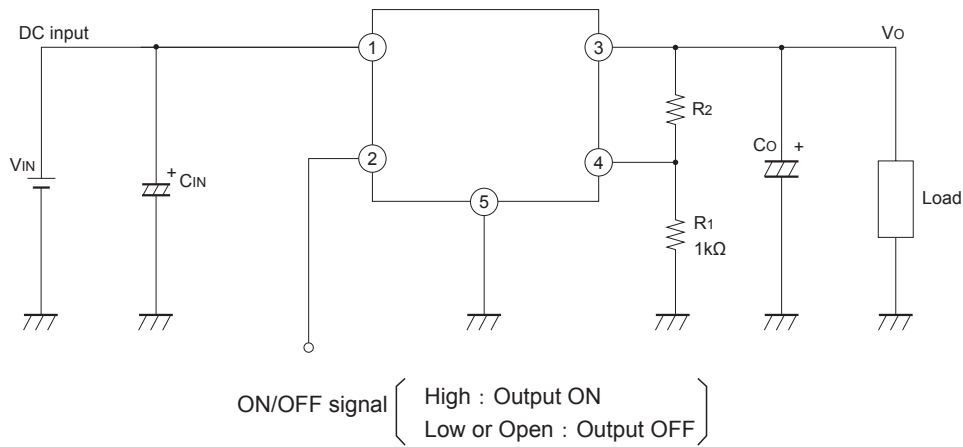 DC input
1
3
Vo
R2
VIN
+
CIN
2
4
Co
+
5
R1
1kΩ
Load
ON/OFF signal
High : Output ON
Low or Open : Output OFF